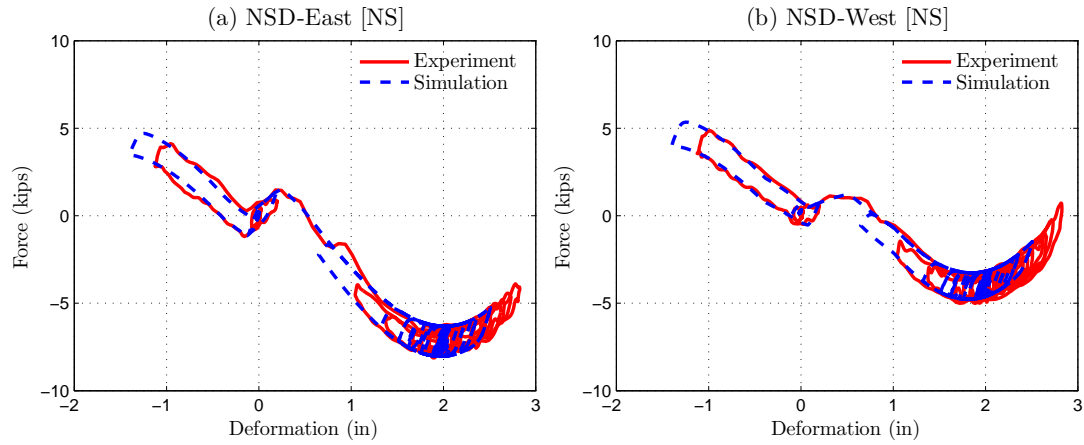 (a) NSD-East [NS]
10
5
0
−5
−10
−2
−1
0
1
2
3
Force (kips)
Deformation (in)
Experiment
Simulation
(b) NSD-West [NS]
10
5
0
−5
−10
−2
−1
0
1
2
3
Force (kips)
Deformation (in)
Experiment
Simulation